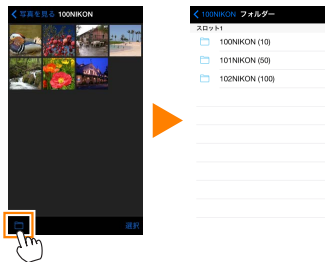 写真を見る 100NIKON
選択
100NIKON フォルダー
スロット1
100NIKON (10)
101NIKON (50)
102NIKON (100)